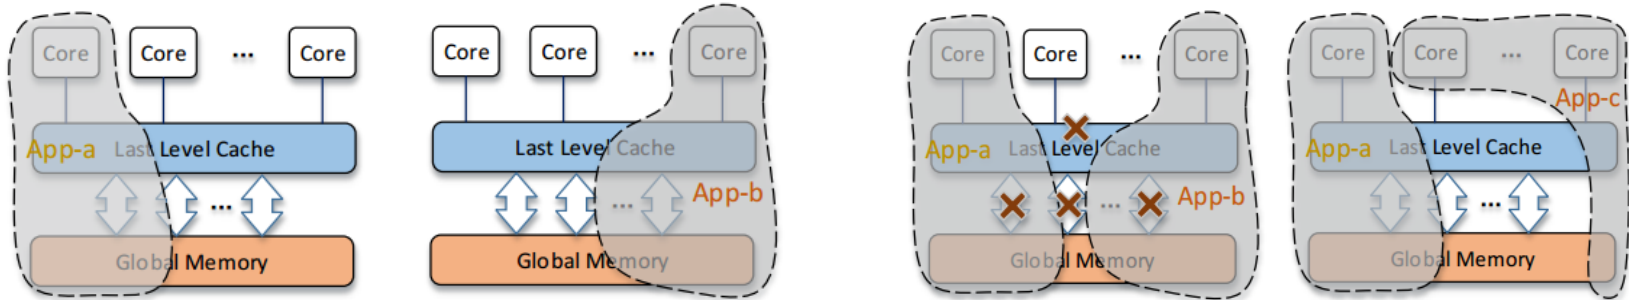 Core Core ... Core
App-a Last Level Cache
...
Global Memory
Core Core ... Core
Last Level Cache
... App-b
Global Memory
Core Core ... Core
App-a Last Level Cache
... App-b
Global Memory
Core Core ... Core
App-c
App-a Last Level Cache
...
Global Memory